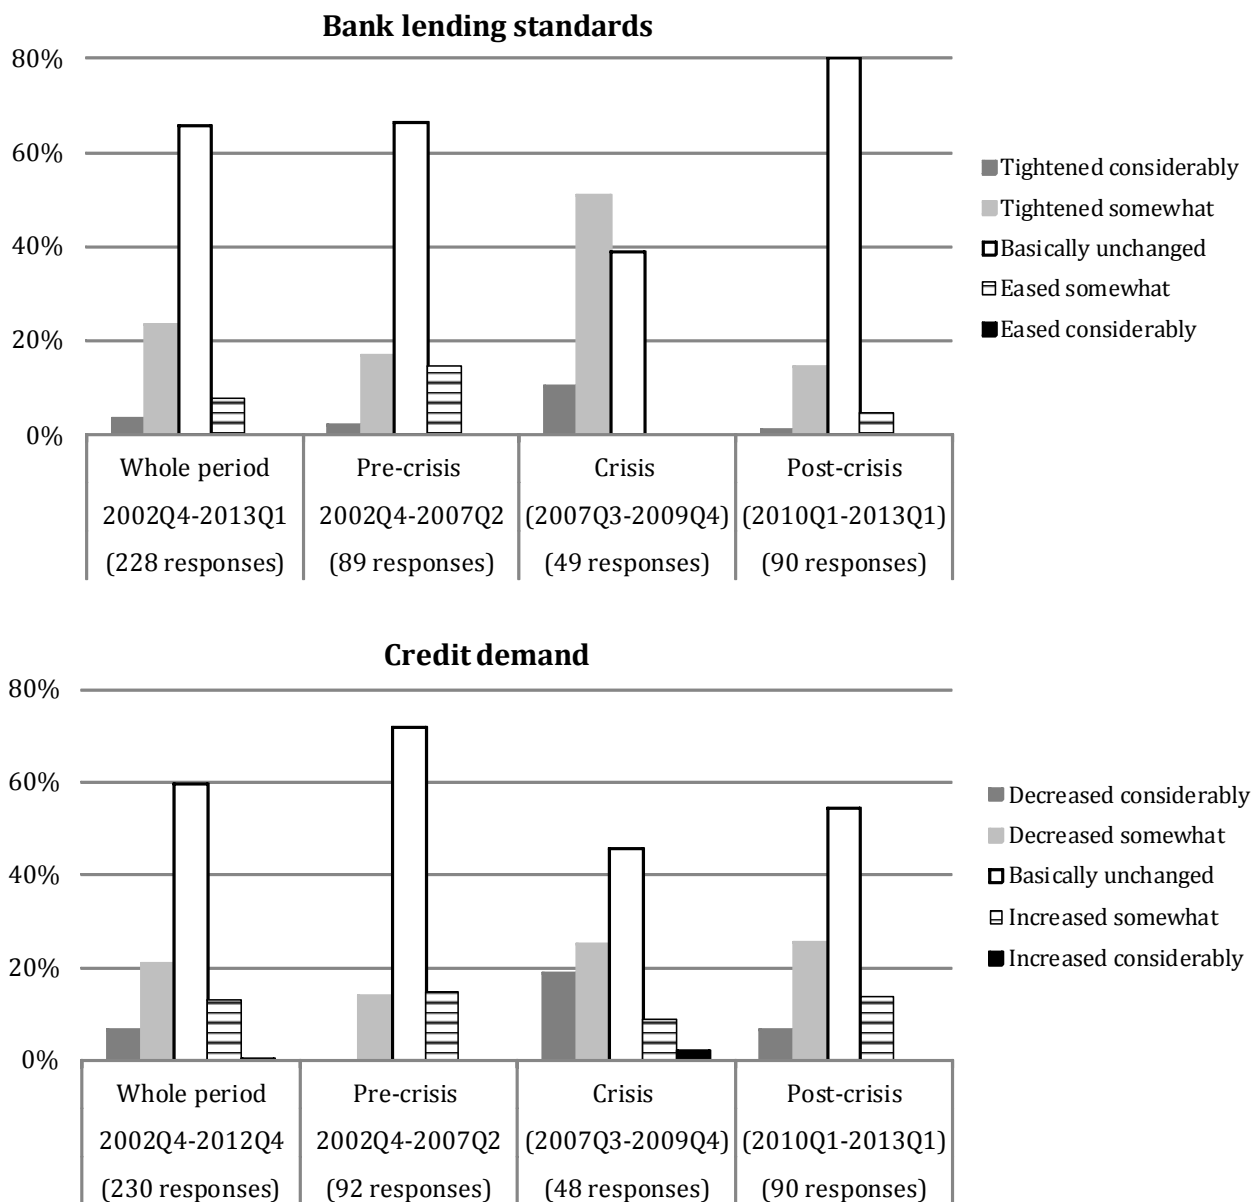 Bank lending standards
80%
60%
40%
20%
0%
Tightened considerably
Tightened somewhat
Basically unchanged
Eased somewhat
Eased considerably
Whole period Pre-crisis Crisis Post-crisis
2002Q4-2013Q1 2002Q4-2007Q2 (2007Q3-2009Q4) (2010Q1-2013Q1)
(228 responses) (89 responses) (49 responses) (90 responses)
Credit demand
80%
60%
40%
20%
0%
Decreased considerably
Decreased somewhat
Basically unchanged
Increased somewhat
Increased considerably
Whole period Pre-crisis Crisis Post-crisis
2002Q4-2012Q4 2002Q4-2007Q2 (2007Q3-2009Q4) (2010Q1-2013Q1)
(230 responses) (92 responses) (48 responses) (90 responses)